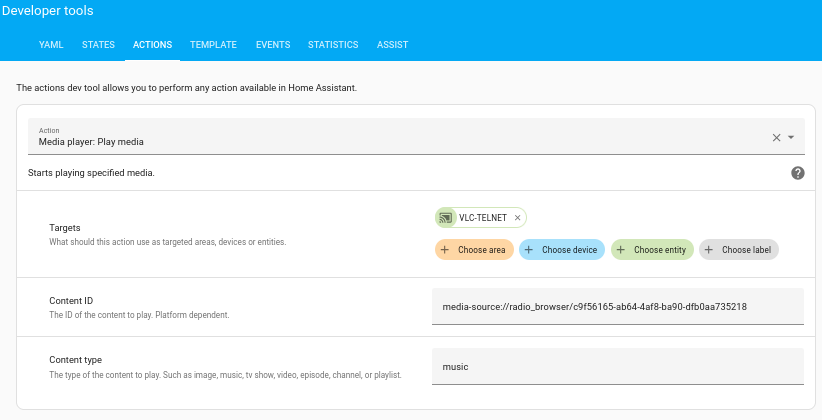 Developer tools
YAML STATES ACTIONS TEMPLATE EVENTS STATISTICS ASSIST
The actions dev tool allows you to perform any action available in Home Assistant.
Action
Media player: Play media
Starts playing specified media.
Targets
What should this action use as targeted areas, devices or entities.
VLC-TELNET
Choose area Choose device Choose entity Choose label
Content ID
The ID of the content to play. Platform dependent.
media-source://radio_browser/c9f56165-ab64-4af8-ba90-dfb0aa735218
Content type
The type of the content to play. Such as image, music, tv show, video, episode, channel, or playlist.
music